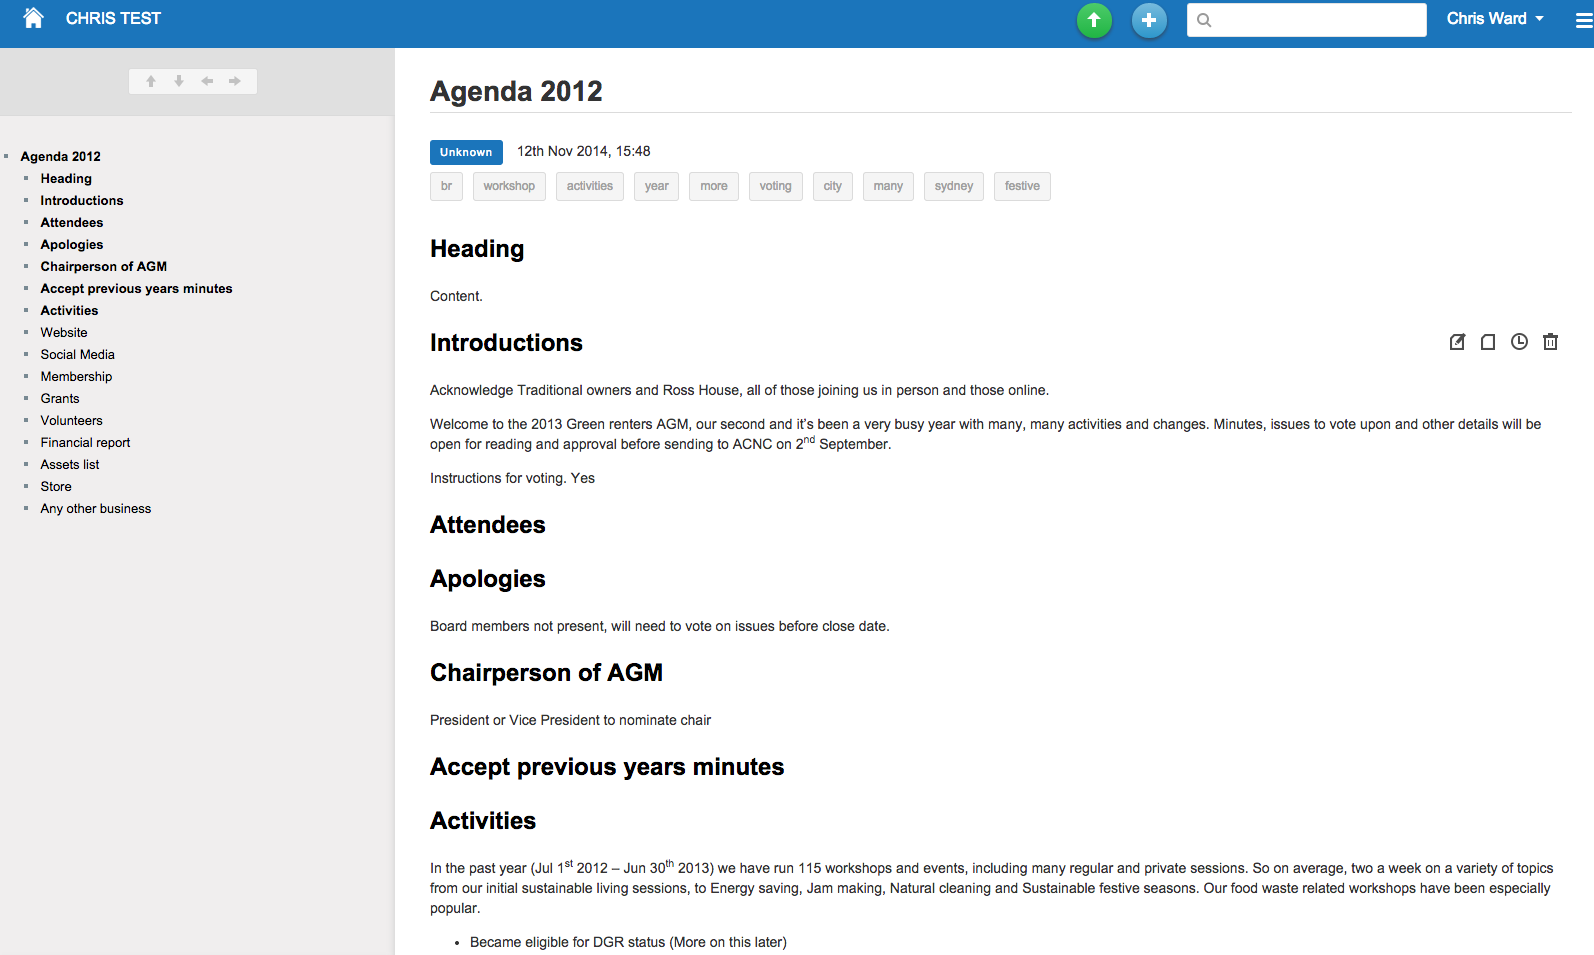 CHRIS TEST
Chris Ward
Agenda 2012
Heading
Introductions
Attendees
Apologies
Chairperson of AGM
Accept previous years minutes
Activities
Website
Social Media
Membership
Grants
Volunteers
Financial report
Assets list
Store
Any other business
Agenda 2012
Unknown 12th Nov 2014, 15:48
br workshop activities year more voting city many sydney festive
Heading
Content.
Introductions
Acknowledge Traditional owners and Ross House, all of those joining us in person and those online.
Welcome to the 2013 Green renters AGM, our second and it's been a very busy year with many, many activities and changes. Minutes, issues to vote upon and other details will be
open for reading and approval before sending to ACNC on 2nd September.
Instructions for voting. Yes
Attendees
Apologies
Board members not present, will need to vote on issues before close date.
Chairperson of AGM
President or Vice President to nominate chair
Accept previous years minutes
Activities
In the past year (Jul 1st 2012 – Jun 30th 2013) we have run 115 workshops and events, including many regular and private sessions. So on average, two a week on a variety of topics
from our initial sustainable living sessions, to Energy saving, Jam making, Natural cleaning and Sustainable festive seasons. Our food waste related workshops have been especially
popular.
• Became eligible for DGR status (More on this later)